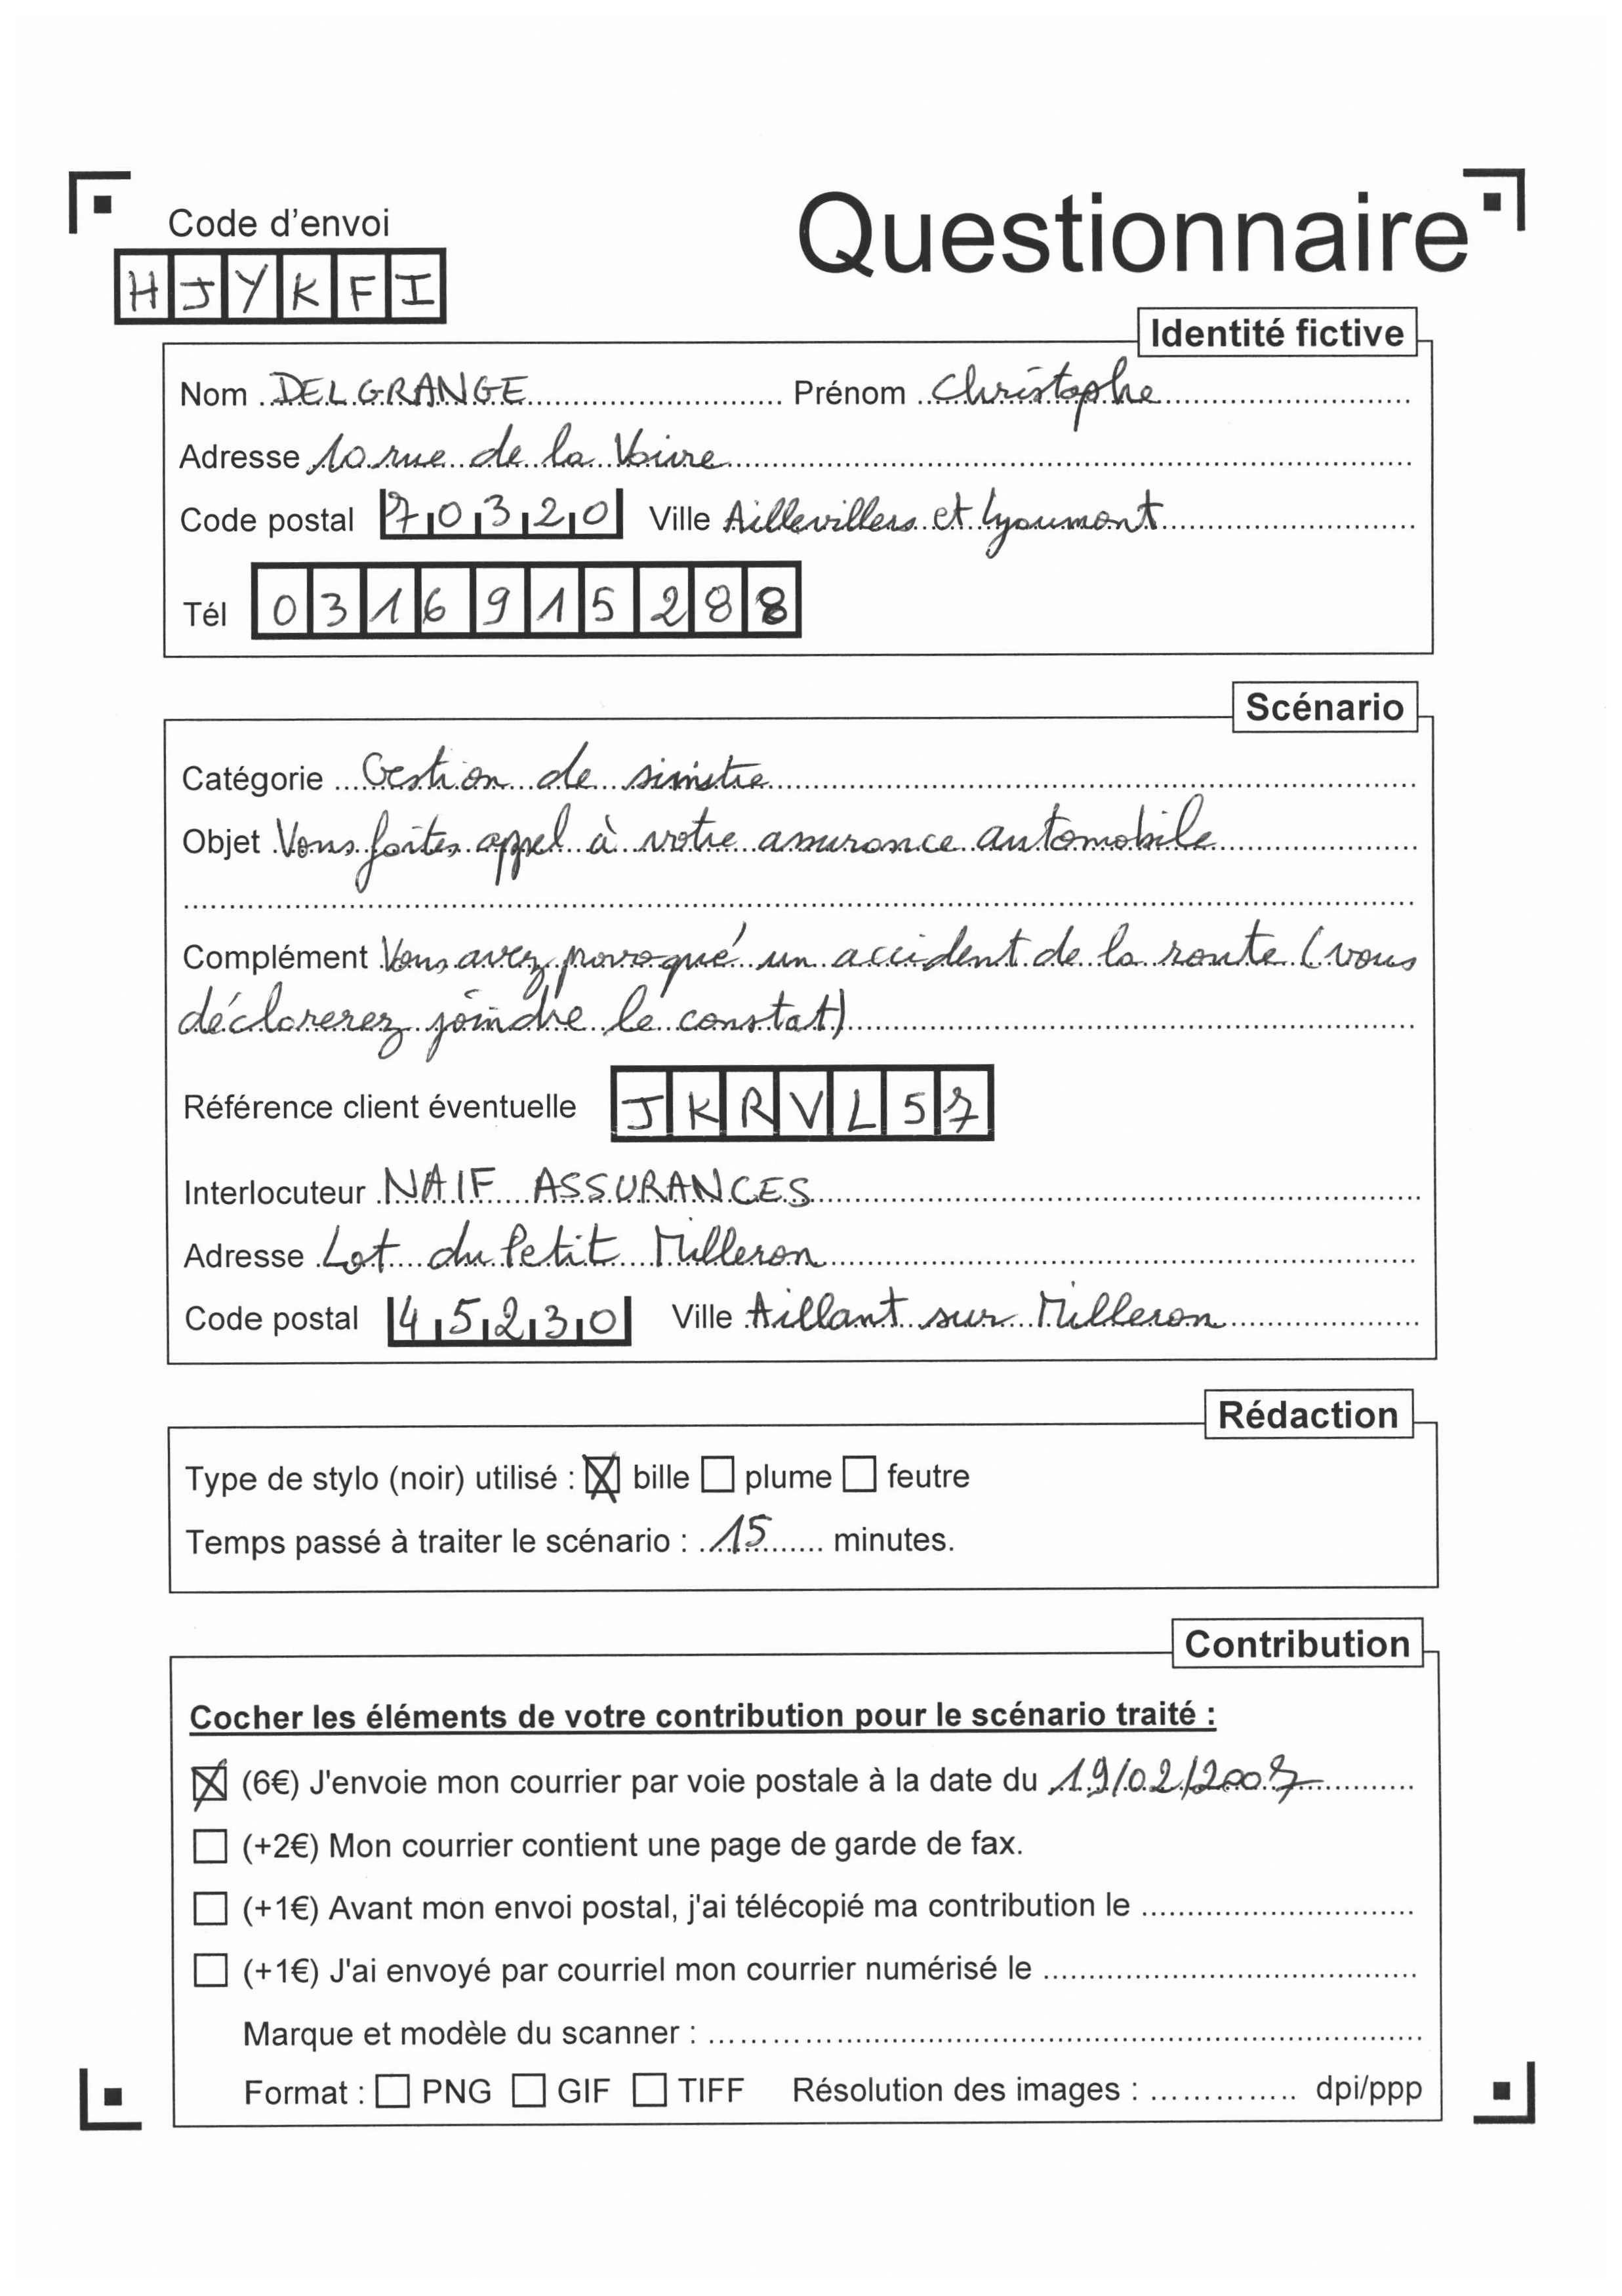 Code d'envoi
Questionnaire
HJYKFI
Identité fictive
Nom DELGRANGE Prénom Christophe
Adresse 10 rue de la Voivre
Code postal 70320 Ville Aillevillers et Lyaumont
Tél 0316915288
Scénario
Catégorie Gestion de sinistre
Objet Vous faites appel à votre assurance automobile
Complément Vous avez provoqué un accident de la route (vous
déclarerez joindre le constat)
Référence client éventuelle JKRVL57
Interlocuteur NAIF ASSURANCES
Adresse Lot du Petit Milleron
Code postal 45230 Ville Aillant sur Milleron
Rédaction
Type de stylo (noir) utilisé : ☒ bille ☐ plume ☐ feutre
Temps passé à traiter le scénario : 15 minutes.
Contribution
Cocher les éléments de votre contribution pour le scénario traité :
☒ (6€) J'envoie mon courrier par voie postale à la date du 19/02/2007
☐ (+2€) Mon courrier contient une page de garde de fax.
☐ (+1€) Avant mon envoi postal, j'ai télécopié ma contribution le
☐ (+1€) J'ai envoyé par courriel mon courrier numérisé le
Marque et modèle du scanner :
Format : ☐ PNG ☐ GIF ☐ TIFF Résolution des images : dpi/ppp